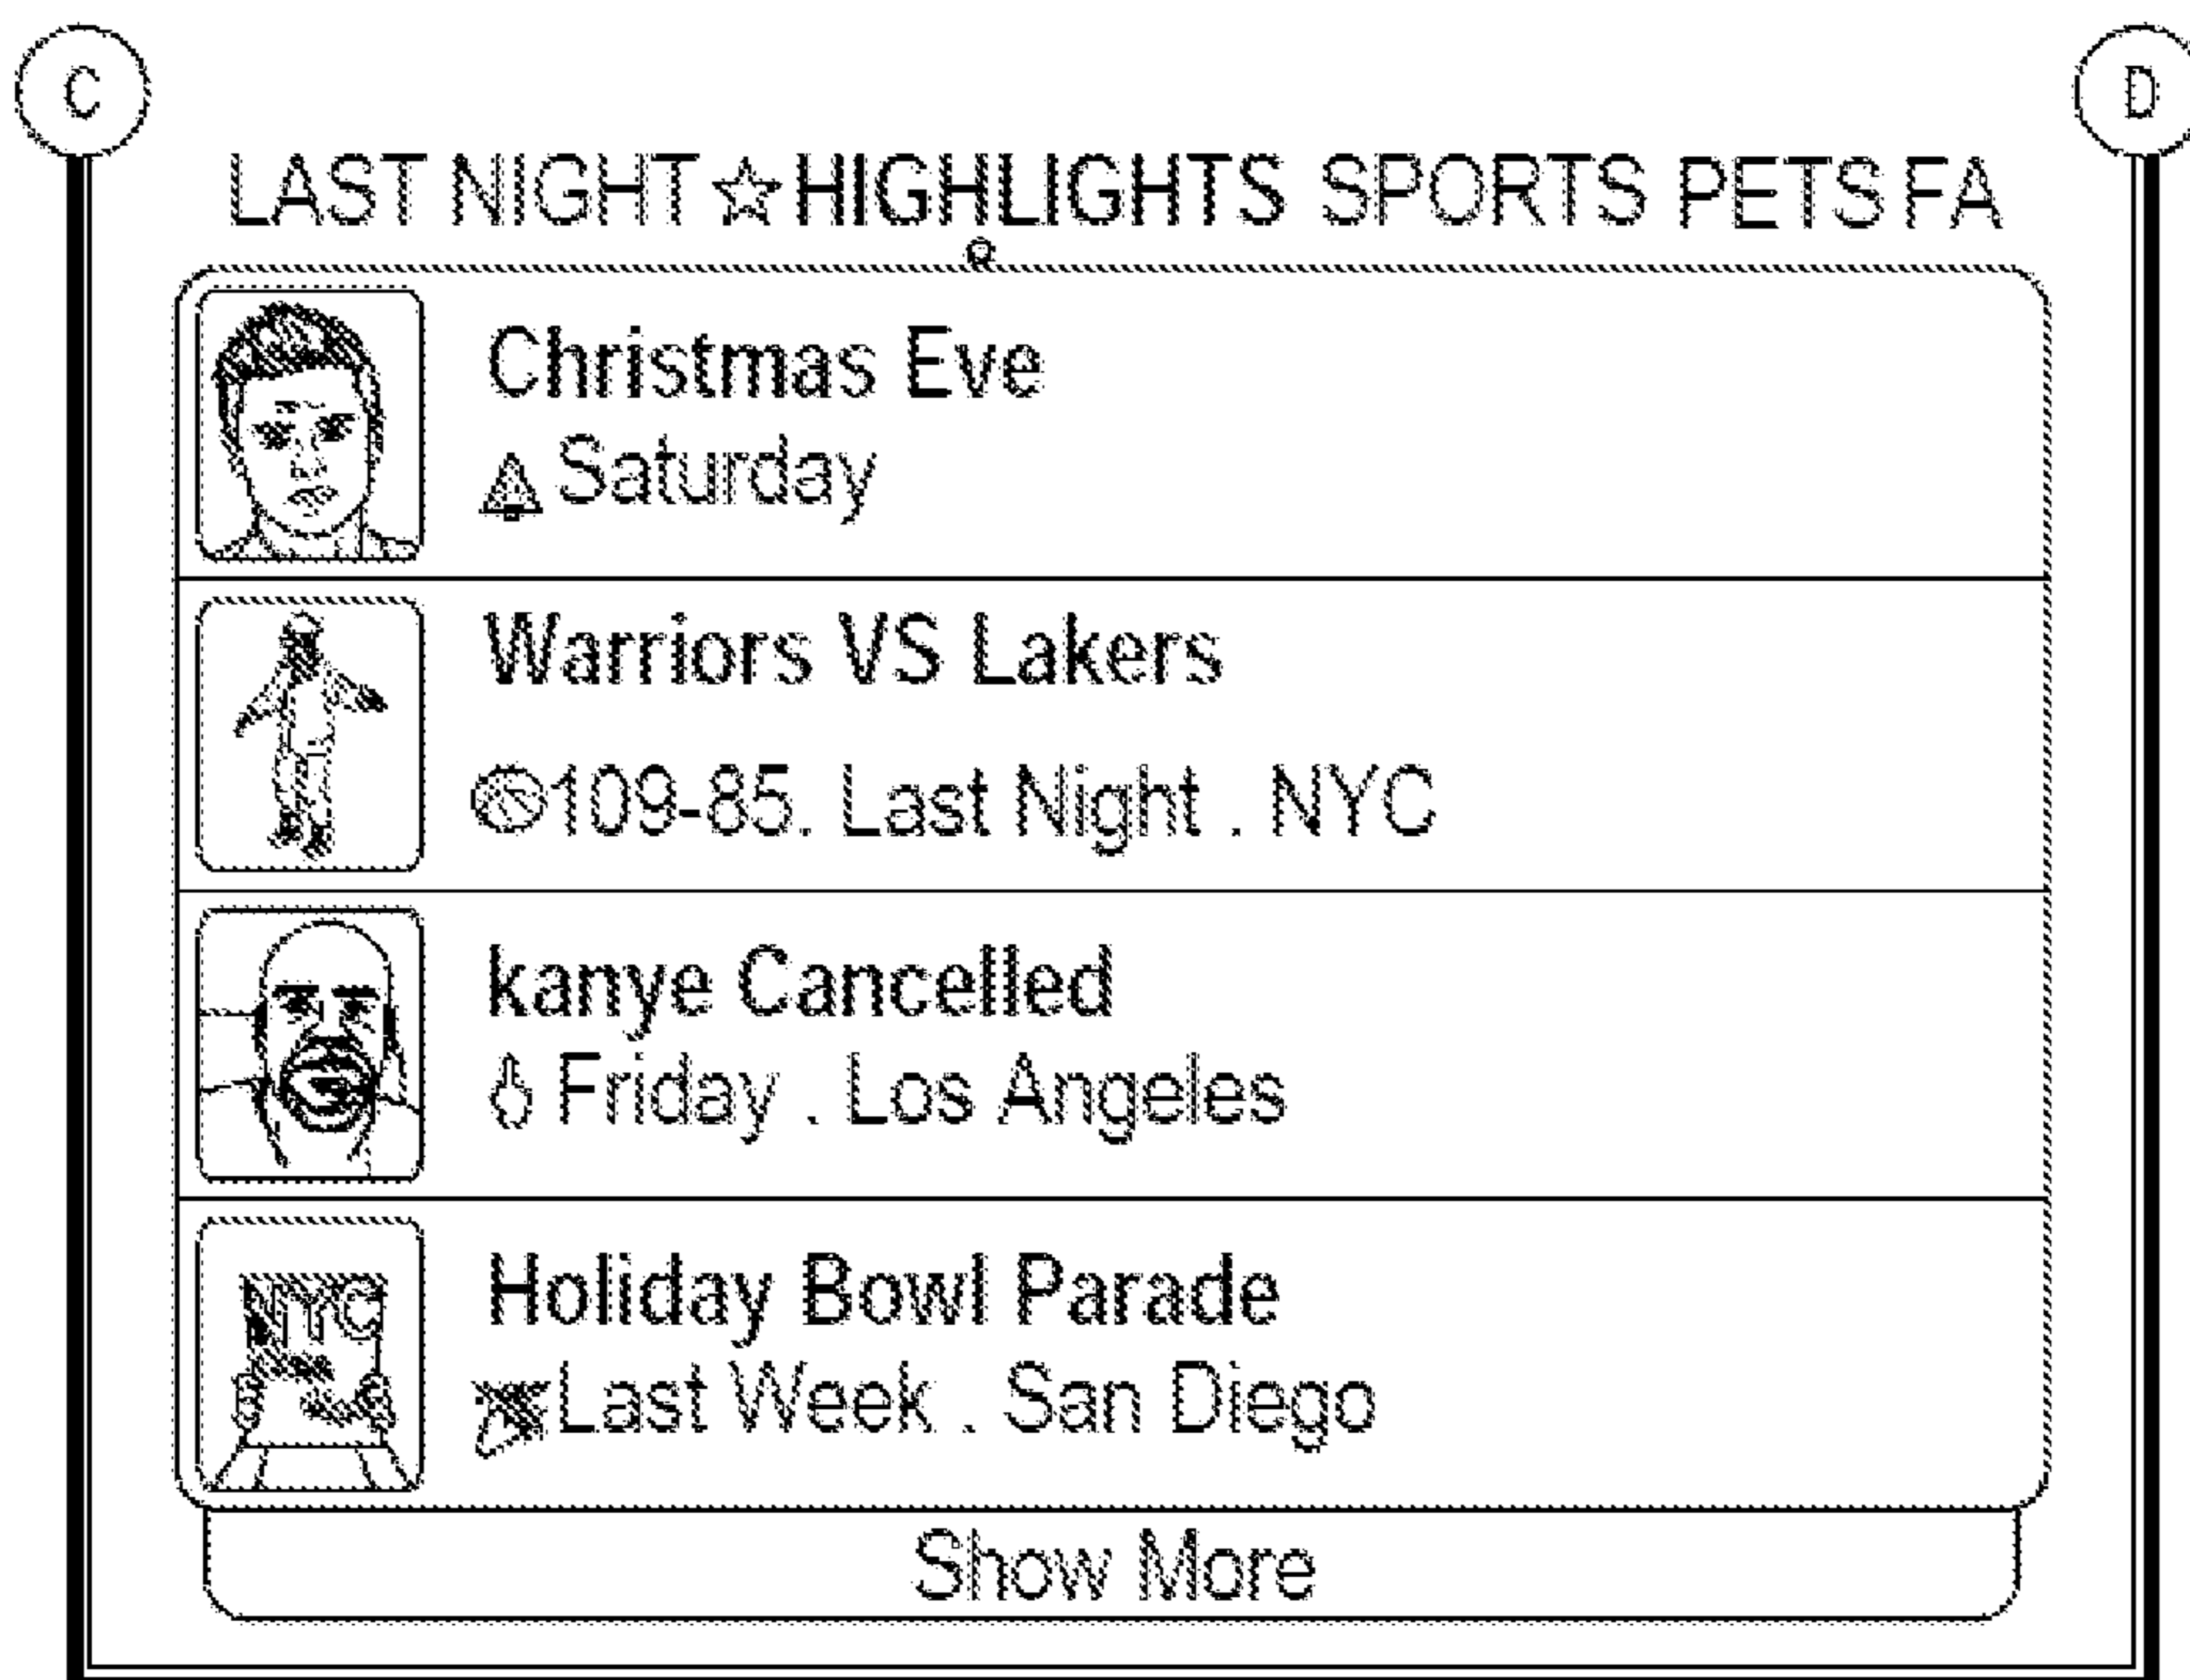 C D
LAST NIGHT ☆ HIGHLIGHTS SPORTS PETS FA
Christmas Eve
Saturday
Warriors VS Lakers
109-85. Last Night . NYC
kanye Cancelled
Friday . Los Angeles
NYC
Holiday Bowl Parade
Last Week . San Diego
Show More